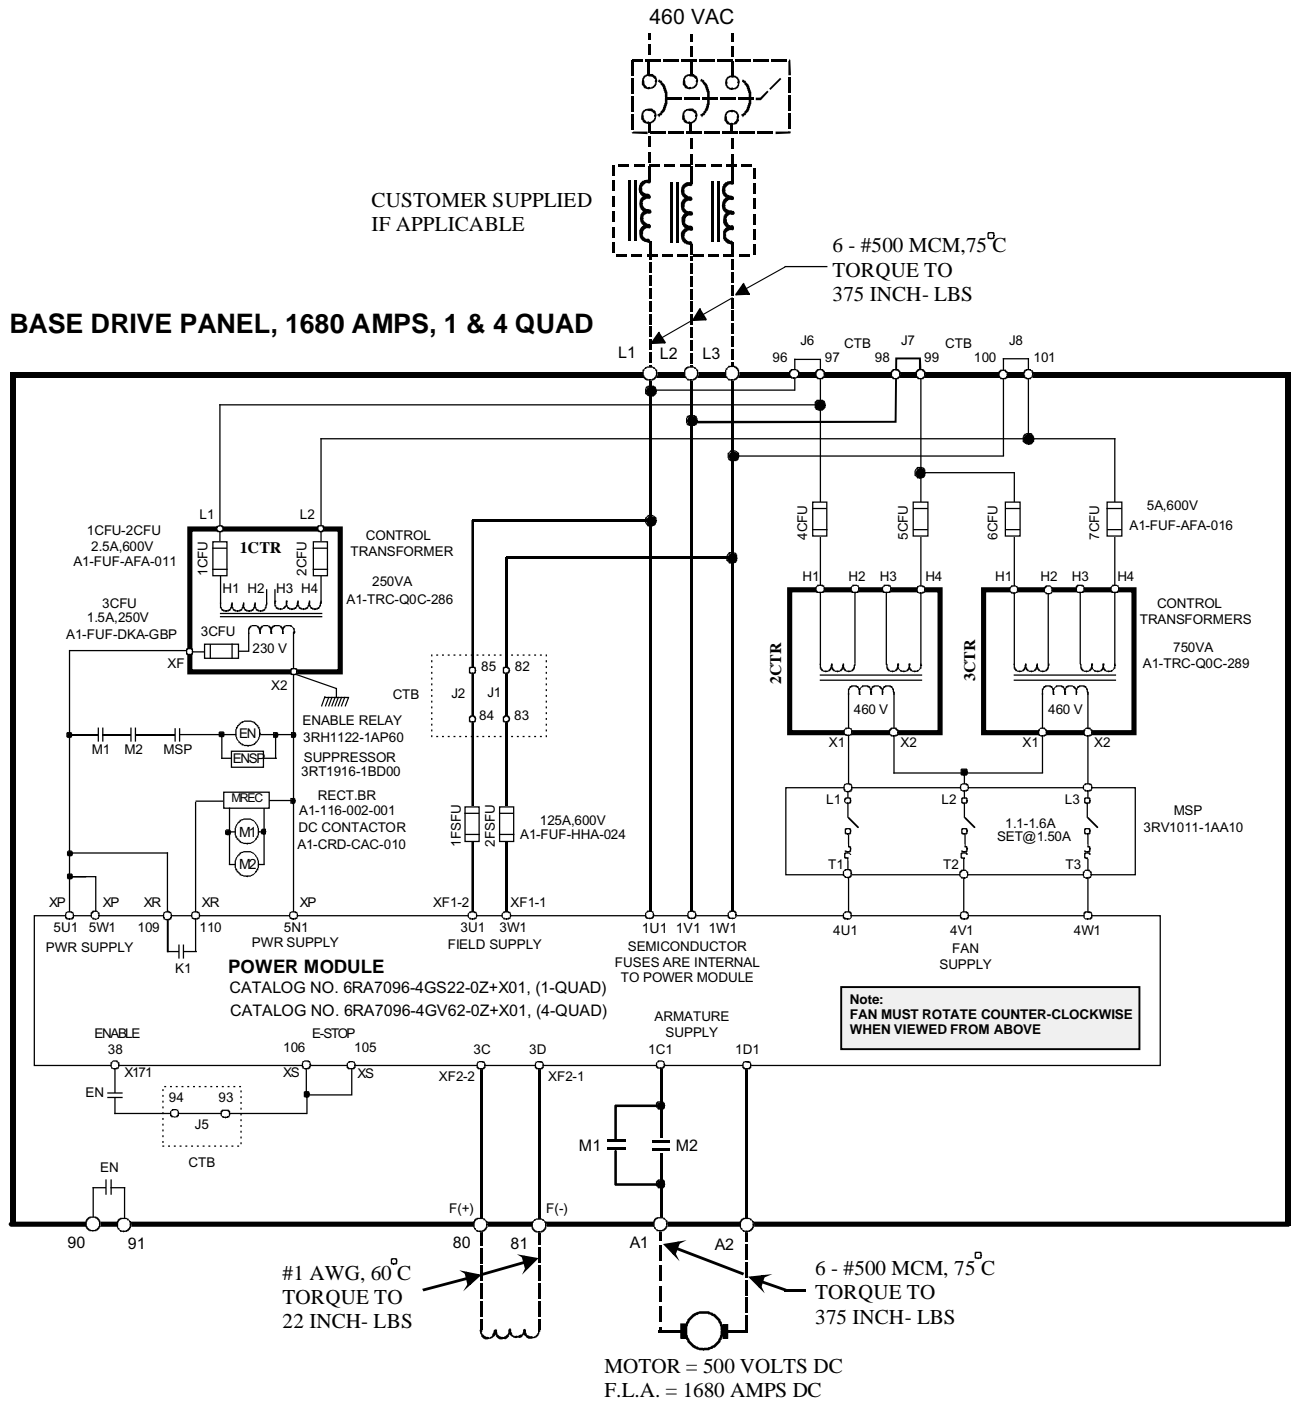 460 VAC
CUSTOMER SUPPLIED
IF APPLICABLE
6 - #500 MCM,75°C
TORQUE TO
375 INCH- LBS
BASE DRIVE PANEL, 1680 AMPS, 1 & 4 QUAD
L1 L2 L3
J6 CTB J7 CTB J8
96 97 98 99 100 101
L1 L2
1CFU-2CFU
2.5A,600V
A1-FUF-AFA-011
1CFU
1CTR
2CFU
CONTROL
TRANSFORMER
250VA
A1-TRC-Q0C-286
H1 H2 H3 H4
3CFU
1.5A,250V
A1-FUF-DKA-GBP
3CFU
230 V
XF
X2
4CFU
5CFU
6CFU
7CFU
5A,600V
A1-FUF-AFA-016
H1 H2 H3 H4
H1 H2 H3 H4
2CTR
3CTR
460 V
460 V
CONTROL
TRANSFORMERS
750VA
A1-TRC-Q0C-289
X1 X2
X1 X2
CTB
85 82
J2 J1
84 83
ENABLE RELAY
3RH1122-1AP60
SUPPRESSOR
3RT1916-1BD00
M1 M2 MSP
EN
ENSP
MREC
M1
M2
RECT.BR
A1-116-002-001
DC CONTACTOR
A1-CRD-CAC-010
1FSFU
2FSFU
125A,600V
A1-FUF-HHA-024
L1 L2 L3
1.1-1.6A
SET@1.50A
T1 T2 T3
MSP
3RV1011-1AA10
XP XP XR XR XP XF1-2 XF1-1
5U1 5W1 109 110 5N1 3U1 3W1 1U1 1V1 1W1 4U1 4V1 4W1
PWR SUPPLY
K1
PWR SUPPLY
FIELD SUPPLY
SEMICONDUCTOR
FUSES ARE INTERNAL
TO POWER MODULE
FAN
SUPPLY
POWER MODULE
CATALOG NO. 6RA7096-4GS22-0Z+X01, (1-QUAD)
CATALOG NO. 6RA7096-4GV62-0Z+X01, (4-QUAD)
Note:
FAN MUST ROTATE COUNTER-CLOCKWISE
WHEN VIEWED FROM ABOVE
ENABLE
38
X171
E-STOP
106 105
XS XS
3C 3D
XF2-2 XF2-1
ARMATURE
SUPPLY
1C1 1D1
EN
94 93
J5
CTB
M1 M2
EN
90 91
F(+) F(-)
80 81
A1 A2
#1 AWG, 60°C
TORQUE TO
22 INCH- LBS
6 - #500 MCM, 75°C
TORQUE TO
375 INCH- LBS
MOTOR = 500 VOLTS DC
F.L.A. = 1680 AMPS DC